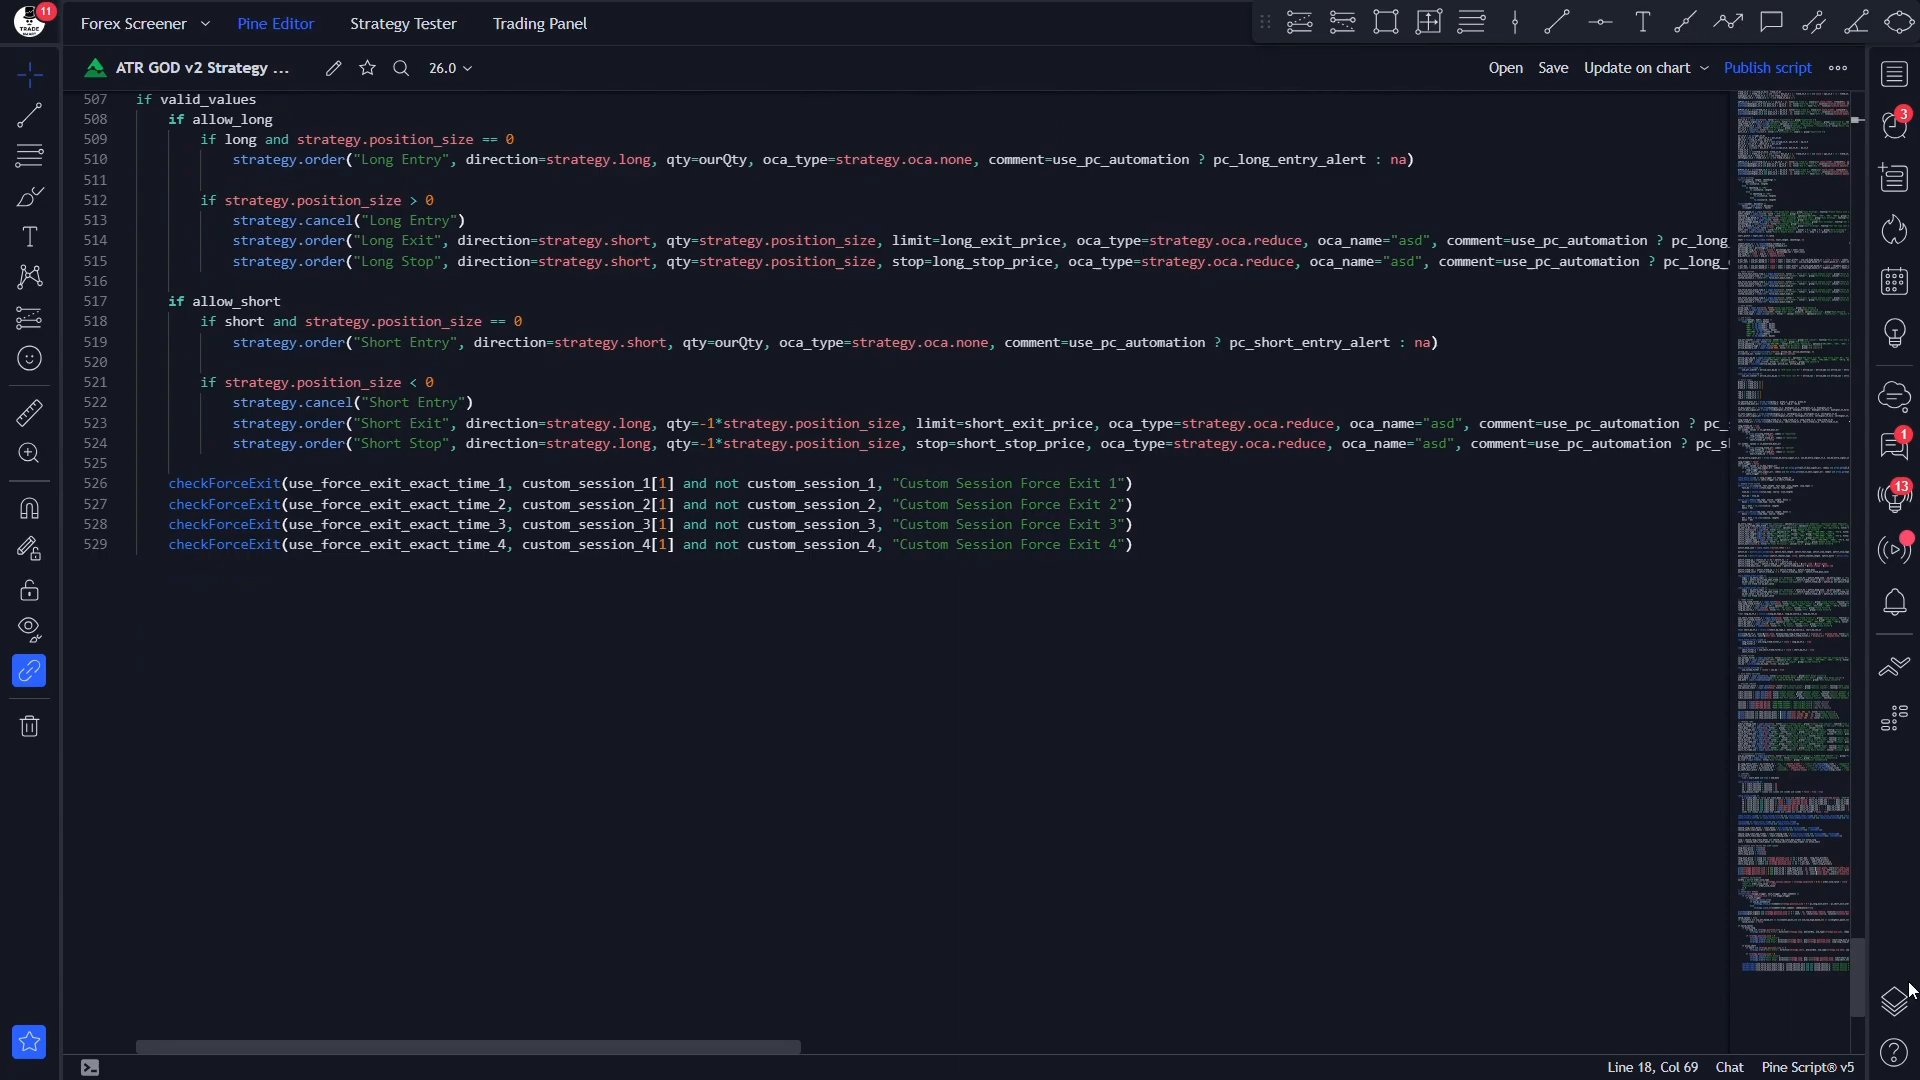 11
Forex Screener Pine Editor Strategy Tester Trading Panel
TRADE
ATR GOD v2 Strategy ... 26.0 Open Save Update on chart Publish script
507 if valid_values
508 if allow_long
509 if long and strategy.position_size == 0
510 strategy.order("Long Entry", direction=strategy.long, qty=ourQty, oca_type=strategy.oca.none, comment=use_pc_automation ? pc_long_entry_alert : na)
511
512 if strategy.position_size > 0
513 strategy.cancel("Long Entry")
514 strategy.order("Long Exit", direction=strategy.short, qty=strategy.position_size, limit=long_exit_price, oca_type=strategy.oca.reduce, oca_name="asd", comment=use_pc_automation ? pc_long_
515 strategy.order("Long Stop", direction=strategy.short, qty=strategy.position_size, stop=long_stop_price, oca_type=strategy.oca.reduce, oca_name="asd", comment=use_pc_automation ? pc_long_
516
517 if allow_short
518 if short and strategy.position_size == 0
519 strategy.order("Short Entry", direction=strategy.short, qty=ourQty, oca_type=strategy.oca.none, comment=use_pc_automation ? pc_short_entry_alert : na)
520
521 if strategy.position_size < 0
522 strategy.cancel("Short Entry")
523 strategy.order("Short Exit", direction=strategy.long, qty=-1*strategy.position_size, limit=short_exit_price, oca_type=strategy.oca.reduce, oca_name="asd", comment=use_pc_automation ? pc_
524 strategy.order("Short Stop", direction=strategy.long, qty=-1*strategy.position_size, stop=short_stop_price, oca_type=strategy.oca.reduce, oca_name="asd", comment=use_pc_automation ? pc_s
525
526 checkForceExit(use_force_exit_exact_time_1, custom_session_1[1] and not custom_session_1, "Custom Session Force Exit 1")
527 checkForceExit(use_force_exit_exact_time_2, custom_session_2[1] and not custom_session_2, "Custom Session Force Exit 2")
528 checkForceExit(use_force_exit_exact_time_3, custom_session_3[1] and not custom_session_3, "Custom Session Force Exit 3")
529 checkForceExit(use_force_exit_exact_time_4, custom_session_4[1] and not custom_session_4, "Custom Session Force Exit 4")
3
1
13
Line 18, Col 69 Chat Pine Script® v5